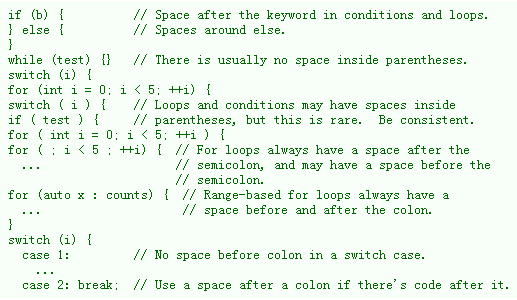 if (b) {          // Space after the keyword in conditions and loops.
} else {          // Spaces around else.
}
while (test) {}   // There is usually no space inside parentheses.
switch (i) {
for (int i = 0; i < 5; ++i) {
switch ( i ) {    // Loops and conditions may have spaces inside
if ( test ) {     // parentheses, but this is rare.  Be consistent.
for ( int i = 0; i < 5; ++i ) {
for ( ; i < 5 ; ++i) {  // For loops always have a space after the
  ...                   // semicolon, and may have a space before the
                        // semicolon.
for (auto x : counts) {  // Range-based for loops always have a
  ...                    // space before and after the colon.
}
switch (i) {
  case 1:         // No space before colon in a switch case.
    ...
  case 2: break;  // Use a space after a colon if there's code after it.